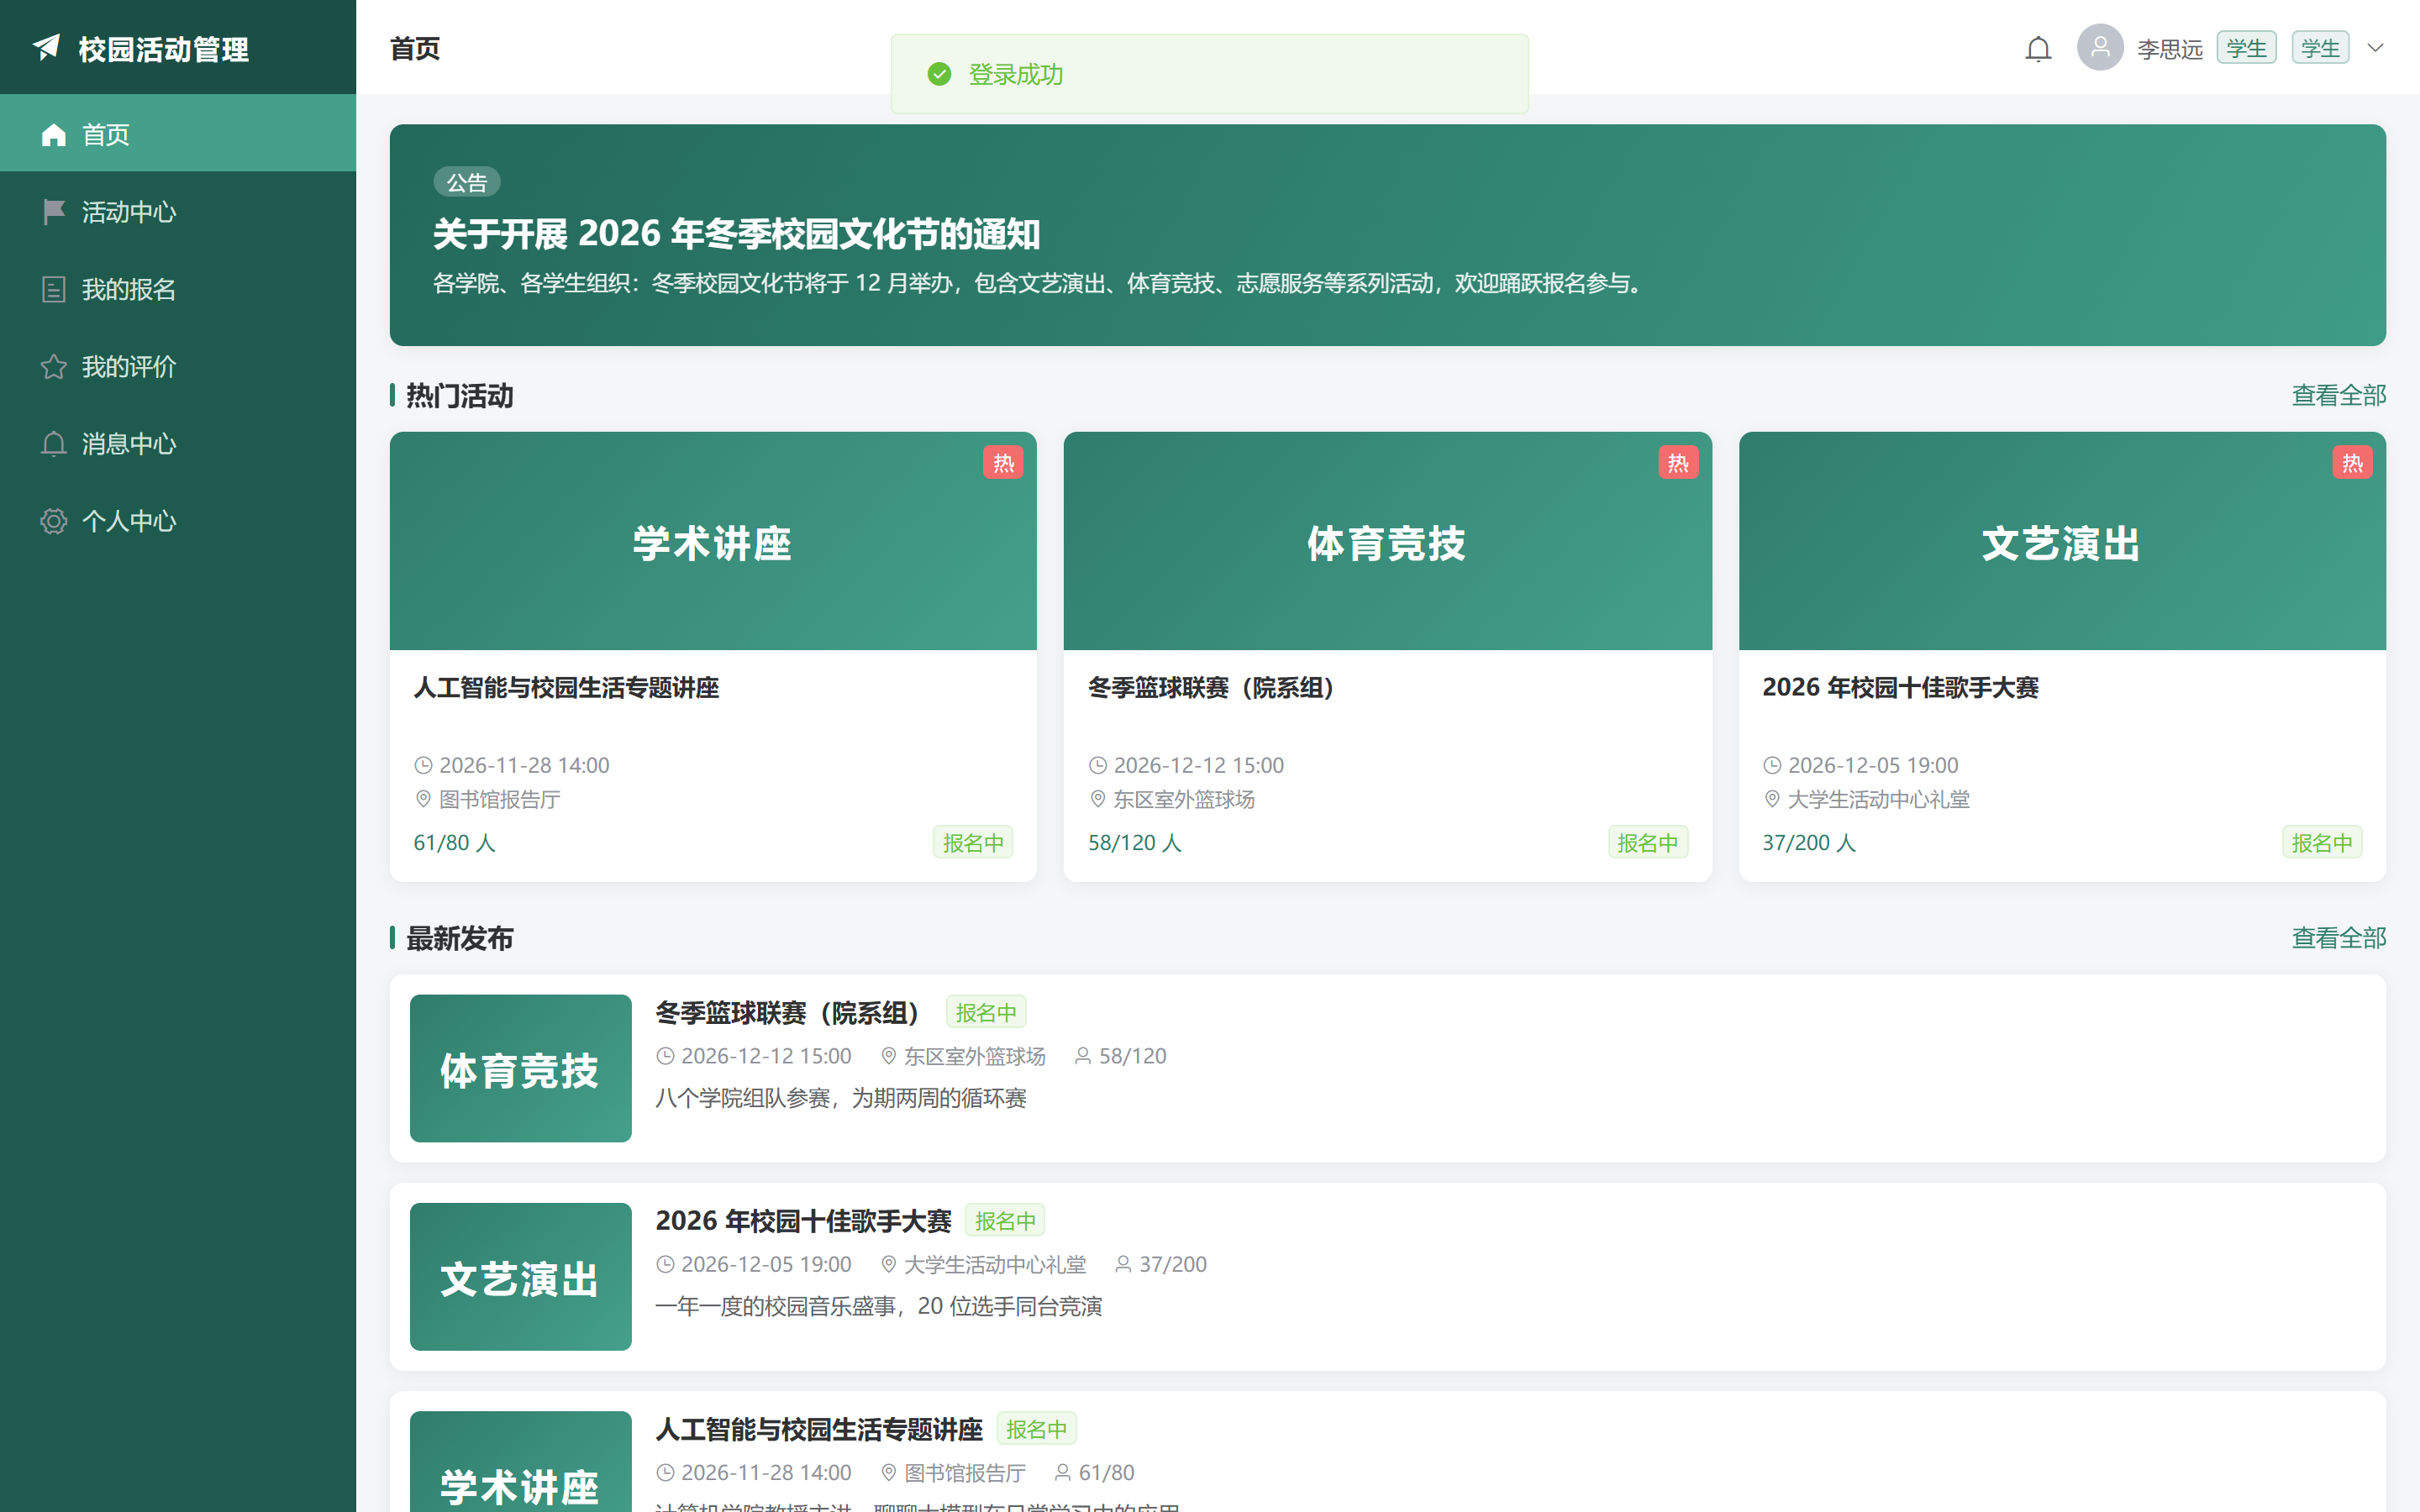 校园活动管理
首页
活动中心
我的报名
我的评价
消息中心
个人中心
首页
登录成功
李思远 学生 学生
公告
关于开展 2026 年冬季校园文化节的通知
各学院、各学生组织：冬季校园文化节将于 12 月举办，包含文艺演出、体育竞技、志愿服务等系列活动，欢迎踊跃报名参与。
热门活动 查看全部
热
学术讲座
人工智能与校园生活专题讲座
2026-11-28 14:00
图书馆报告厅
61/80 人 报名中
热
体育竞技
冬季篮球联赛（院系组）
2026-12-12 15:00
东区室外篮球场
58/120 人 报名中
热
文艺演出
2026 年校园十佳歌手大赛
2026-12-05 19:00
大学生活动中心礼堂
37/200 人 报名中
最新发布 查看全部
体育竞技
冬季篮球联赛（院系组） 报名中
2026-12-12 15:00 东区室外篮球场 58/120
八个学院组队参赛，为期两周的循环赛
文艺演出
2026 年校园十佳歌手大赛 报名中
2026-12-05 19:00 大学生活动中心礼堂 37/200
一年一度的校园音乐盛事，20 位选手同台竞演
学术讲座
人工智能与校园生活专题讲座 报名中
2026-11-28 14:00 图书馆报告厅 61/80